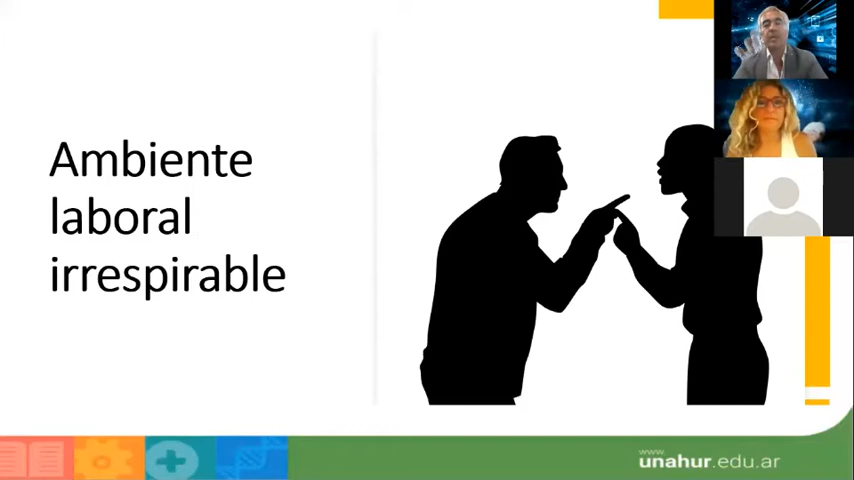 Ambiente
laboral
irrespirable
www.
unahur.edu.ar